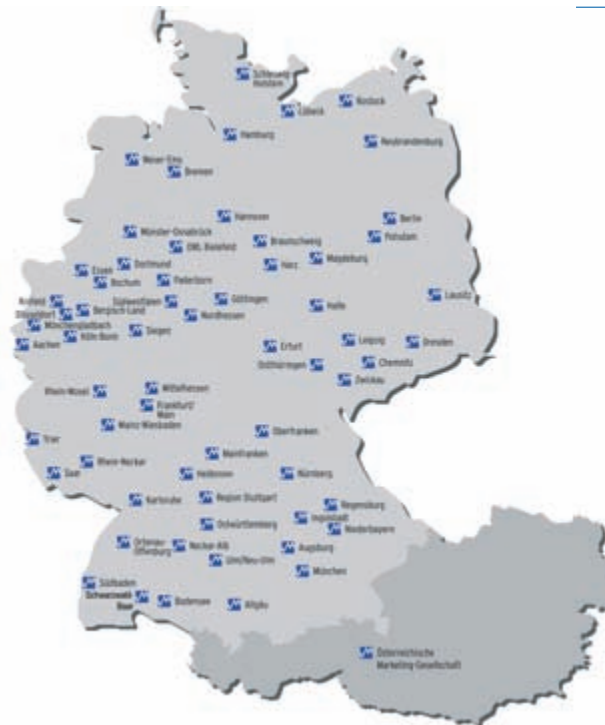 Schleswig-
Holstein
Rostock
Lübeck
Hamburg
Neubrandenburg
Weser-Ems
Bremen
Hannover
Berlin
Münster-Osnabrück
Potsdam
OWL Bielefeld
Braunschweig
Magdeburg
Dortmund
Harz
Essen
Bochum
Paderborn
Lausitz
Krefeld
Südwestfalen
Göttingen
Halle
Düsseldorf
Bergisch-Land
Nordhessen
Mönchengladbach
Köln-Bonn
Siegen
Aachen
Erfurt
Leipzig
Dresden
Ostthüringen
Chemnitz
Zwickau
Rhein-Mosel
Mittelhessen
Frankfurt/
Main
Mainz-Wiesbaden
Trier
Oberfranken
Mainfranken
Rhein-Neckar
Saar
Heilbronn
Nürnberg
Karlsruhe
Region Stuttgart
Regensburg
Ingolstadt
Ostwürttemberg
Niederbayern
Ortenau-
Offenburg
Neckar-Alb
Augsburg
Ulm/Neu-Ulm
München
Südbaden
Schwarzwald-
Baar
Bodensee
Allgäu
Österreichische
Marketing-Gesellschaft